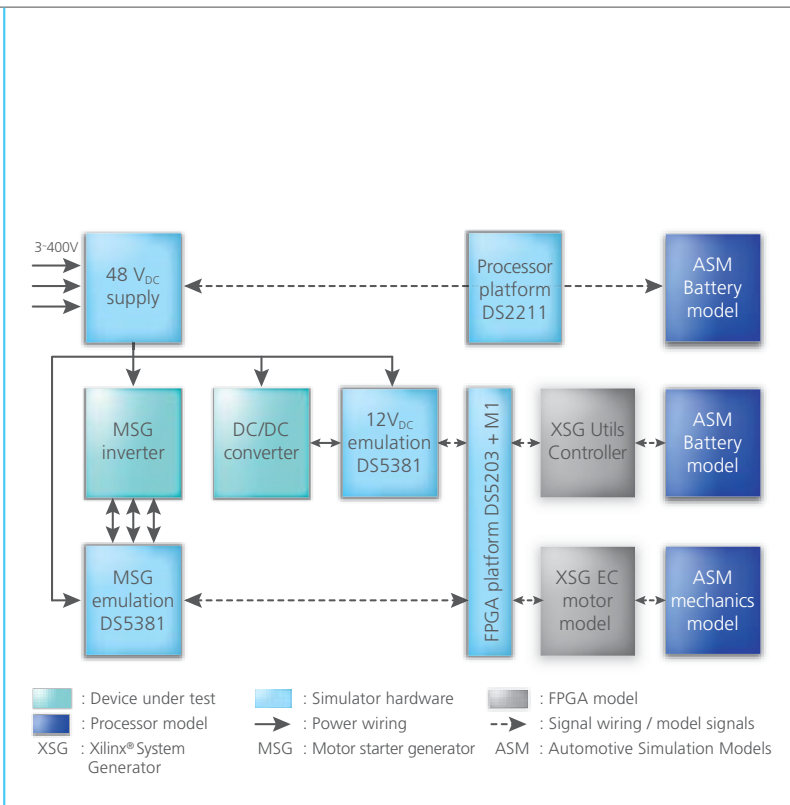 3~400V
48 VDC
supply
Processor
platform
DS2211
ASM
Battery
model
MSG
inverter
DC/DC
converter
12VDC
emulation
DS5381
FPGA platform DS5203 + M1
XSG Utils
Controller
ASM
Battery
model
MSG
emulation
DS5381
XSG EC
motor
model
ASM
mechanics
model
: Device under test
: Simulator hardware
: FPGA model
: Processor model
: Power wiring
: Signal wiring / model signals
XSG : Xilinx® System
Generator
MSG : Motor starter generator
ASM : Automotive Simulation Models